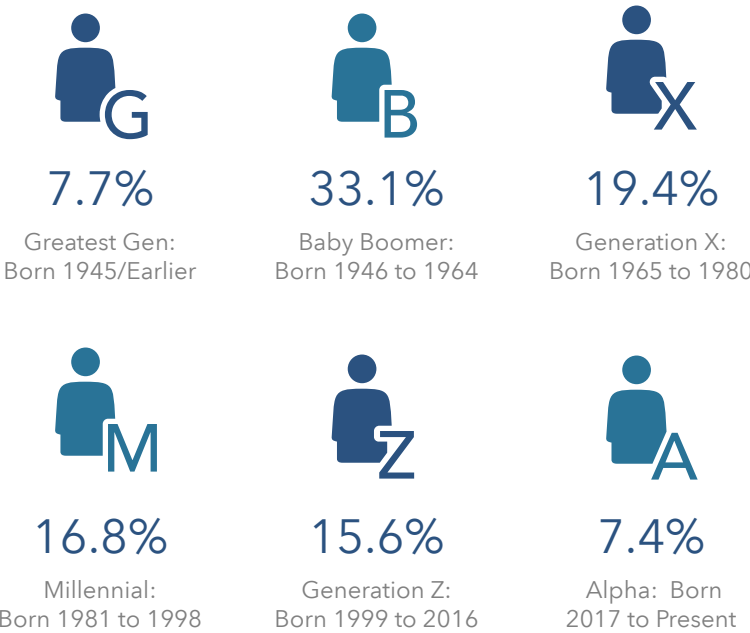 G
B
X
7.7%
33.1%
19.4%
Greatest Gen:
Born 1945/Earlier
Baby Boomer:
Born 1946 to 1964
Generation X:
Born 1965 to 1980
M
Z
A
16.8%
15.6%
7.4%
Millennial:
Born 1981 to 1998
Generation Z:
Born 1999 to 2016
Alpha:  Born
2017 to Present